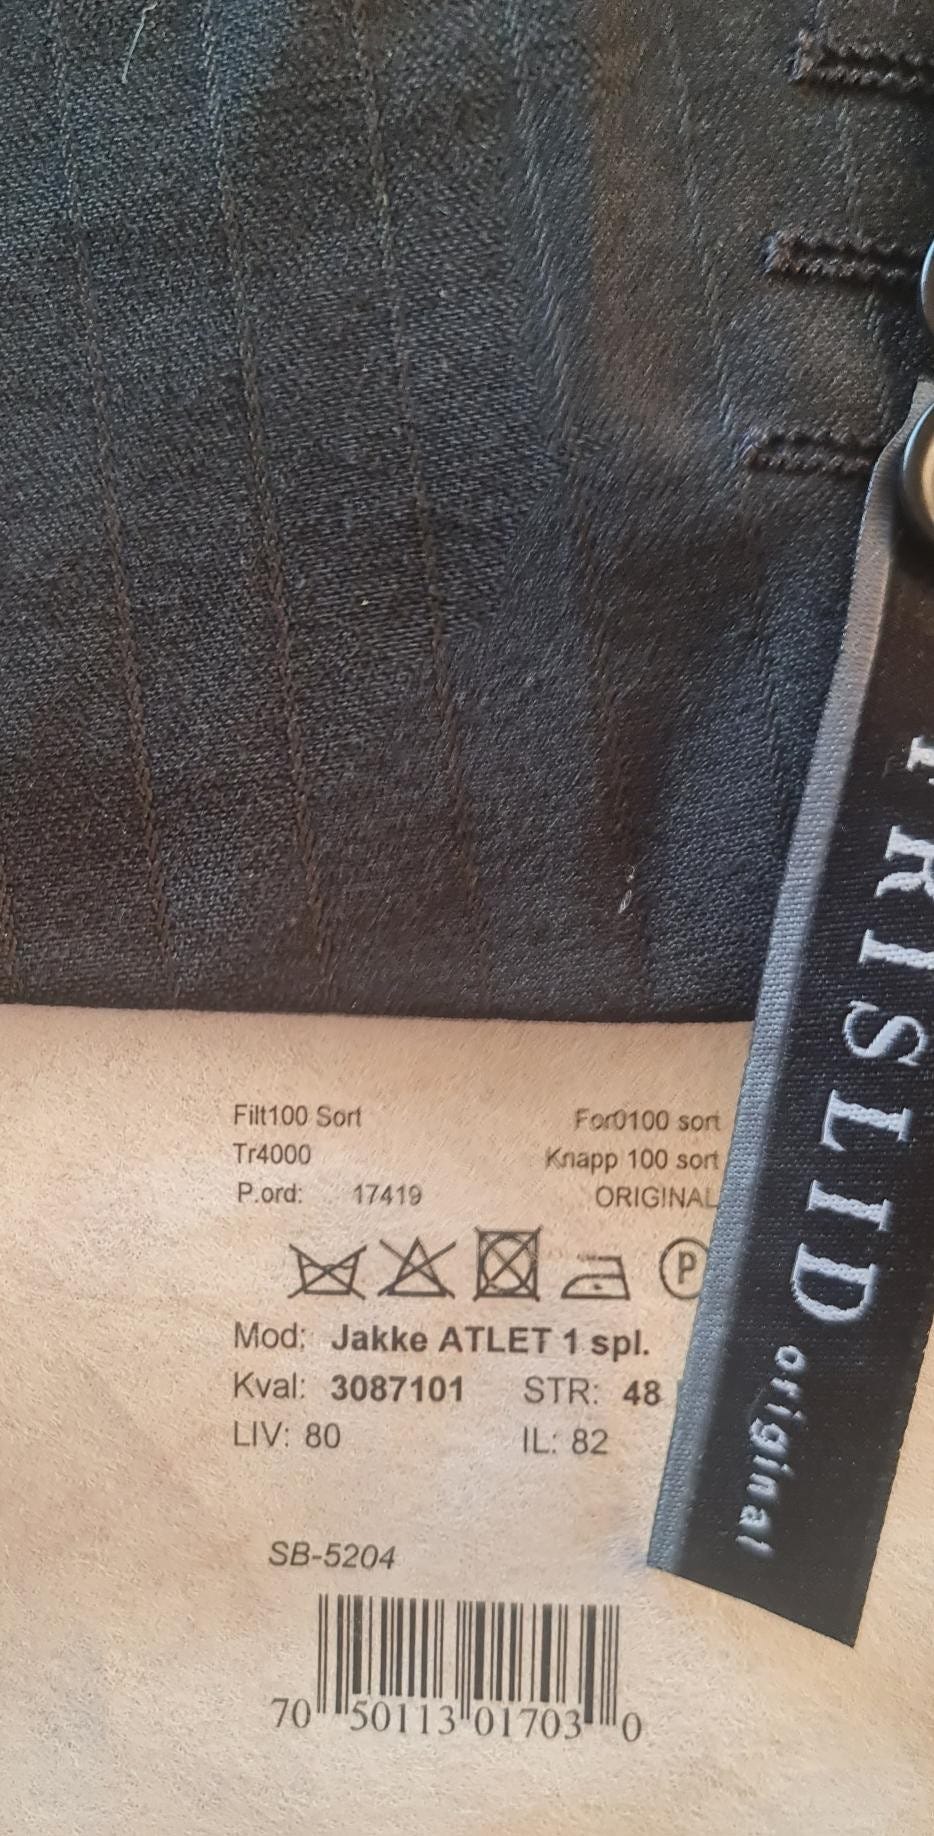 Filt100 Sort
For0100 sort
Tr4000
Knapp 100 sort
P.ord: 17419
ORIGINAL
P
Mod: Jakke ATLET 1 spl.
Kval: 3087101 STR: 48
LIV: 80 IL: 82
SB-5204
70 50113 01703 0
FRISLID
original